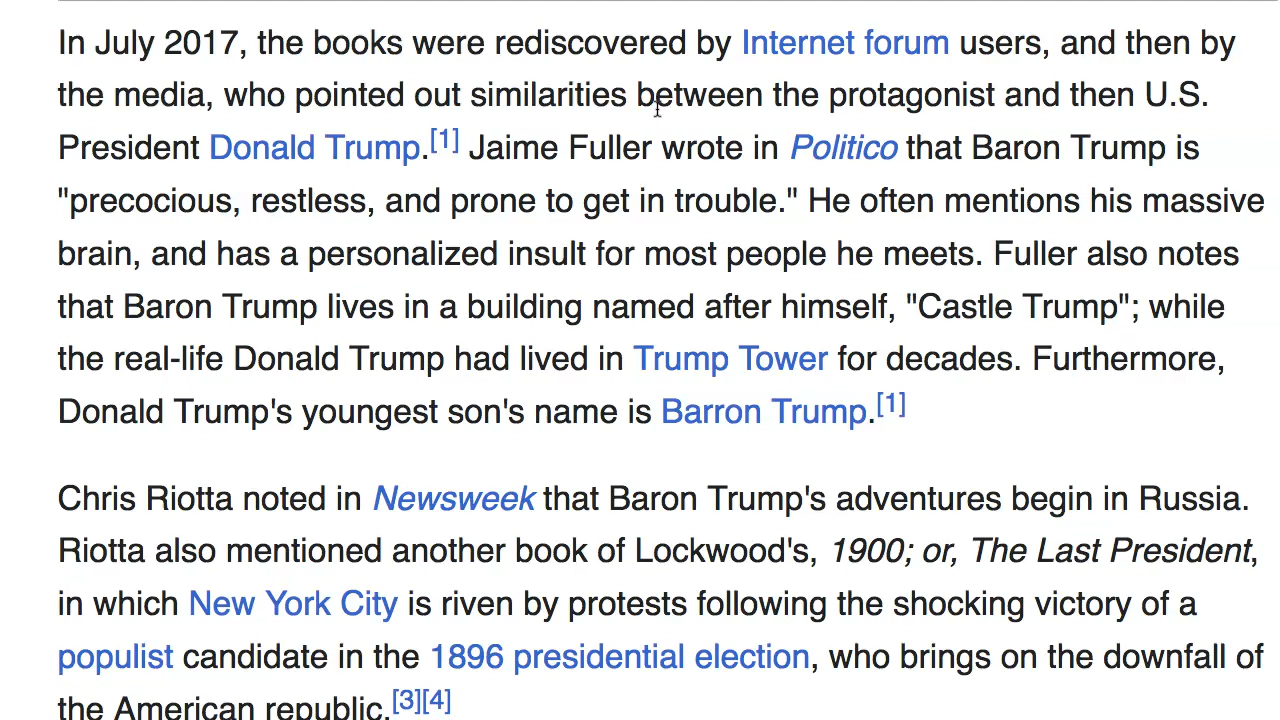 In July 2017, the books were rediscovered by Internet forum users, and then by
the media, who pointed out similarities between the protagonist and then U.S.
President Donald Trump.[1] Jaime Fuller wrote in Politico that Baron Trump is
"precocious, restless, and prone to get in trouble." He often mentions his massive
brain, and has a personalized insult for most people he meets. Fuller also notes
that Baron Trump lives in a building named after himself, "Castle Trump"; while
the real-life Donald Trump had lived in Trump Tower for decades. Furthermore,
Donald Trump's youngest son's name is Barron Trump.[1]
Chris Riotta noted in Newsweek that Baron Trump's adventures begin in Russia.
Riotta also mentioned another book of Lockwood's, 1900; or, The Last President,
in which New York City is riven by protests following the shocking victory of a
populist candidate in the 1896 presidential election, who brings on the downfall of
the American republic.[3][4]